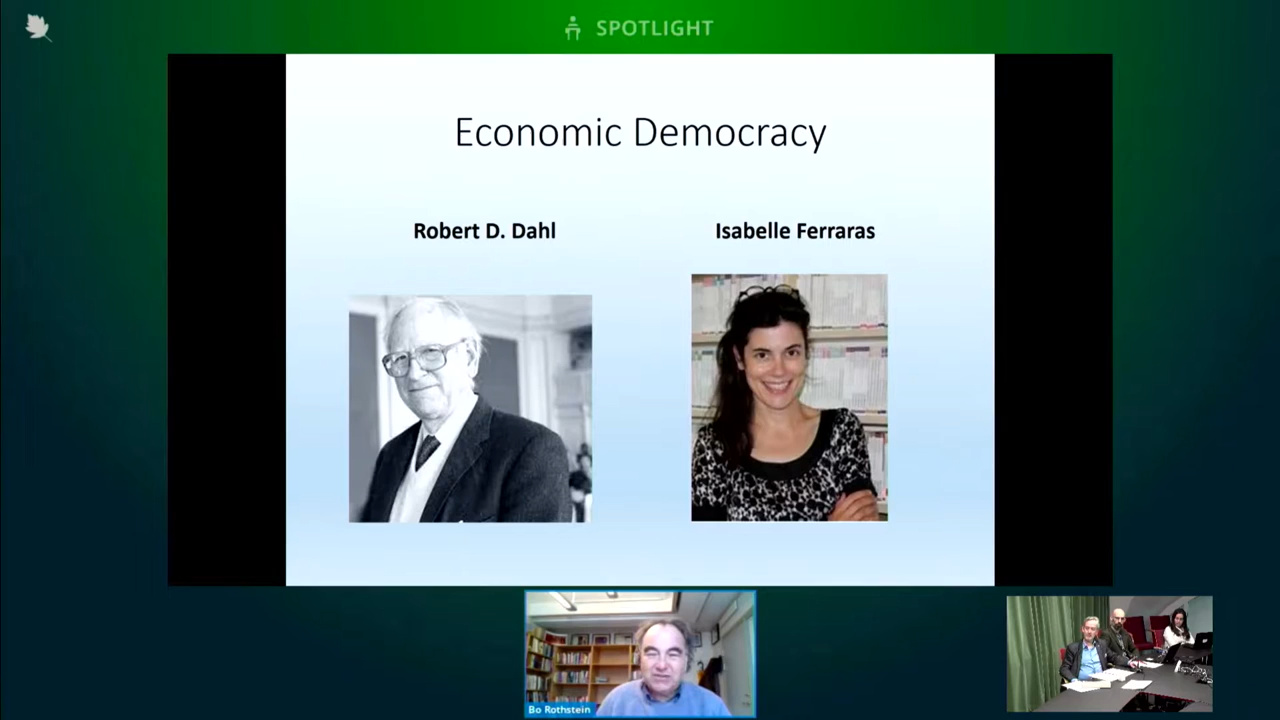 SPOTLIGHT
Economic Democracy
Robert D. Dahl
Isabelle Ferraras
Bo Rothstein